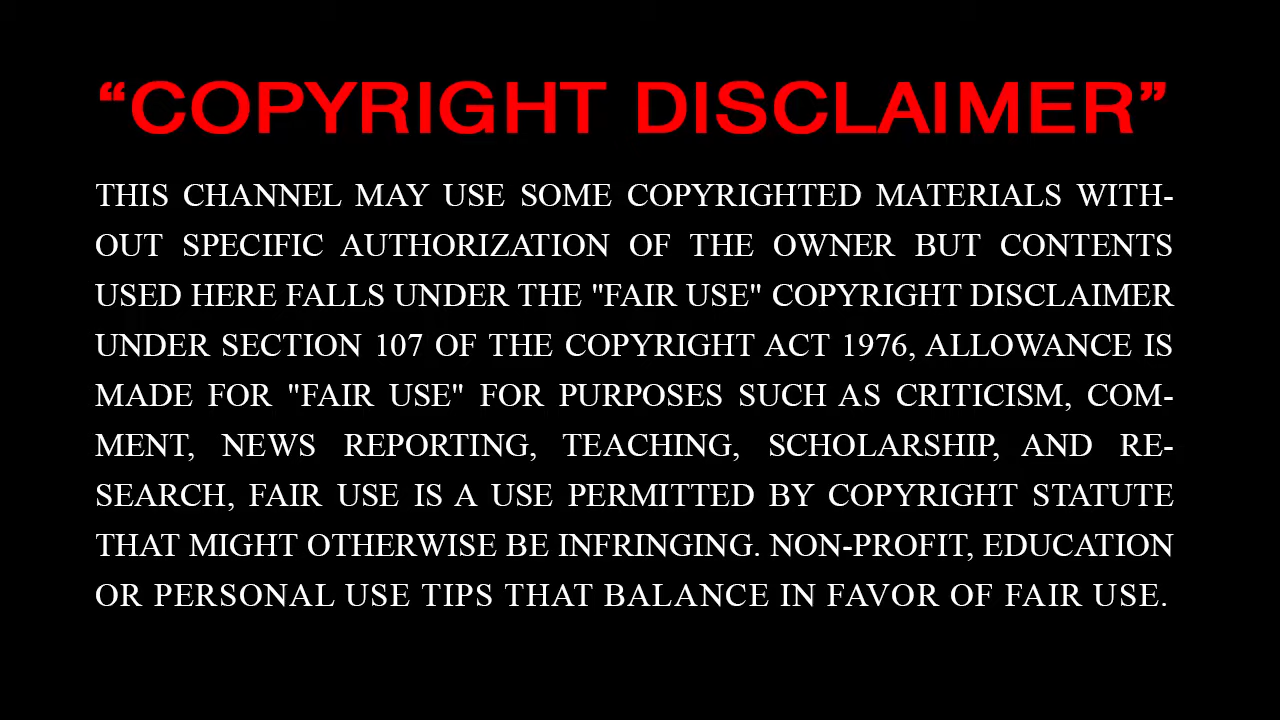 “COPYRIGHT DISCLAIMER”
THIS CHANNEL MAY USE SOME COPYRIGHTED MATERIALS WITH-
OUT SPECIFIC AUTHORIZATION OF THE OWNER BUT CONTENTS
USED HERE FALLS UNDER THE "FAIR USE" COPYRIGHT DISCLAIMER
UNDER SECTION 107 OF THE COPYRIGHT ACT 1976, ALLOWANCE IS
MADE FOR "FAIR USE" FOR PURPOSES SUCH AS CRITICISM, COM-
MENT, NEWS REPORTING, TEACHING, SCHOLARSHIP, AND RE-
SEARCH, FAIR USE IS A USE PERMITTED BY COPYRIGHT STATUTE
THAT MIGHT OTHERWISE BE INFRINGING. NON-PROFIT, EDUCATION
OR PERSONAL USE TIPS THAT BALANCE IN FAVOR OF FAIR USE.